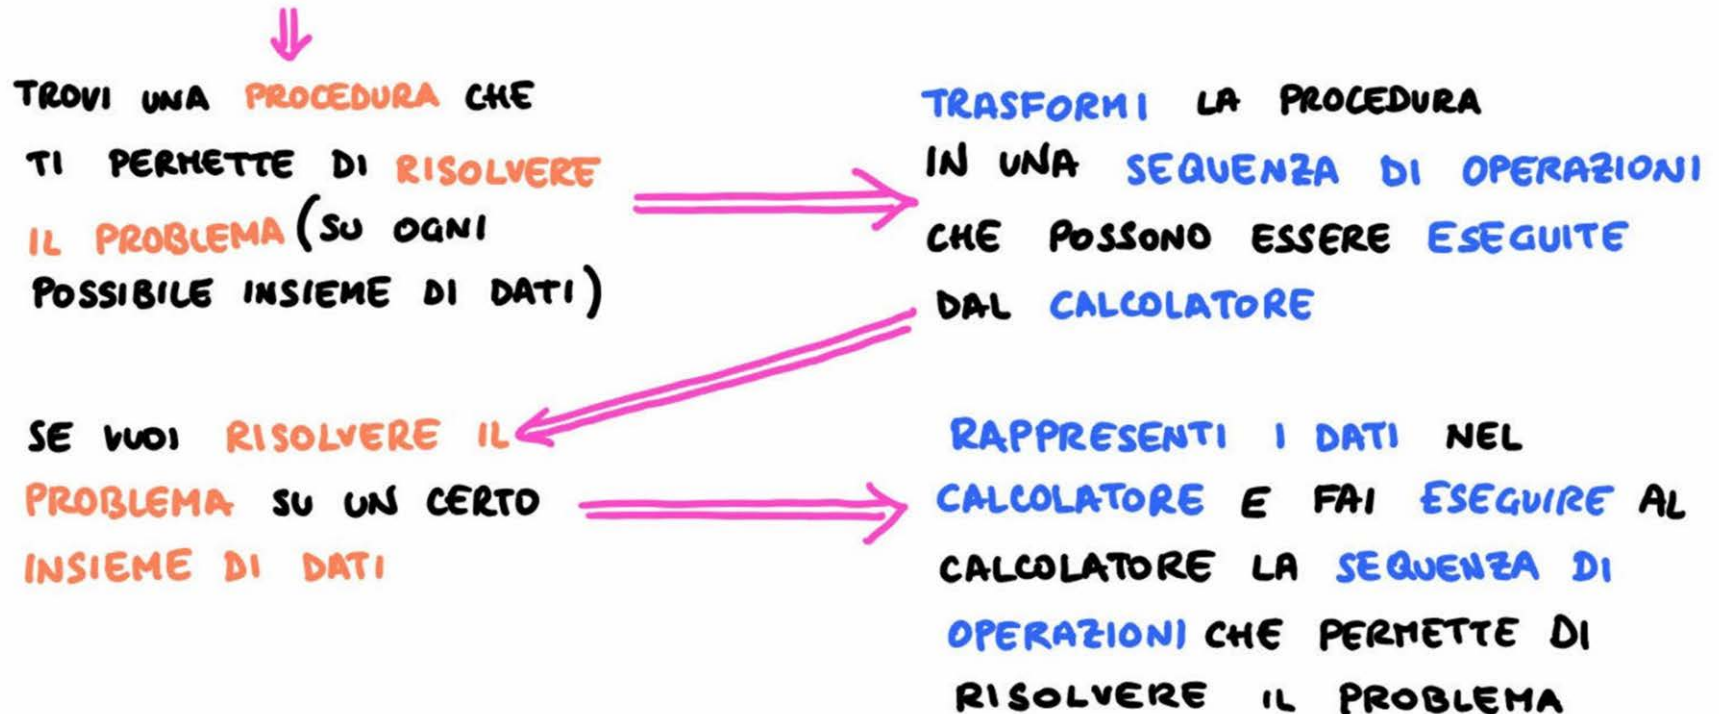 TROVI UNA PROCEDURA CHE
TI PERMETTE DI RISOLVERE
IL PROBLEMA (SU OGNI
POSSIBILE INSIEME DI DATI)
TRASFORMI LA PROCEDURA
IN UNA SEQUENZA DI OPERAZIONI
CHE POSSONO ESSERE ESEGUITE
DAL CALCOLATORE
SE VUOI RISOLVERE IL
PROBLEMA SU UN CERTO
INSIEME DI DATI
RAPPRESENTI I DATI NEL
CALCOLATORE E FAI ESEGUIRE AL
CALCOLATORE LA SEQUENZA DI
OPERAZIONI CHE PERMETTE DI
RISOLVERE IL PROBLEMA